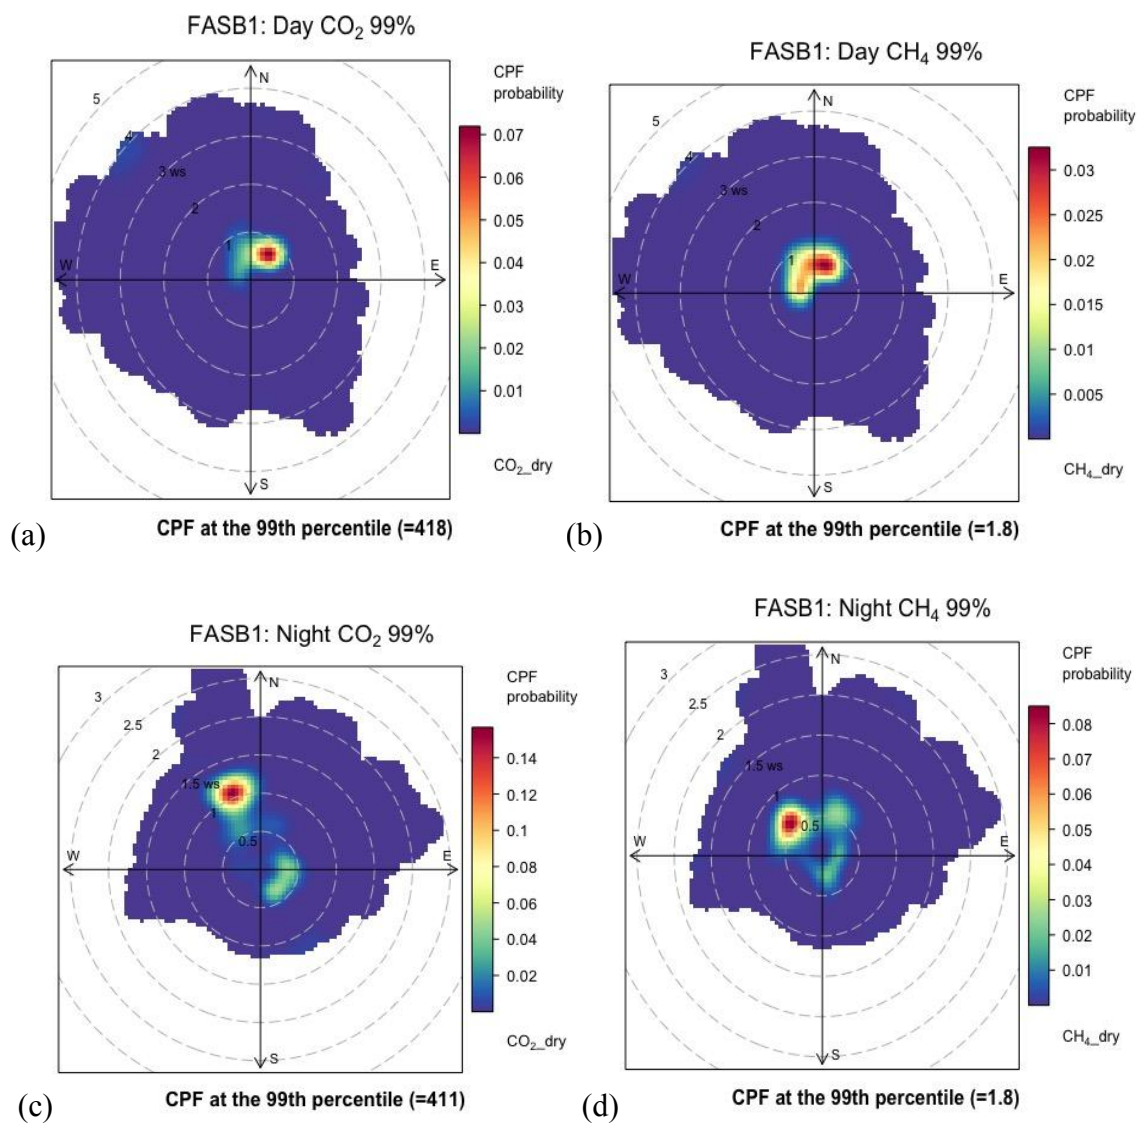 FASB1: Day CO₂ 99%
CPF
probability
N
5
4
3 ws
2
1
W
E
S
0.07
0.06
0.05
0.04
0.03
0.02
0.01
CO₂_dry
(a)
CPF at the 99th percentile (=418)
FASB1: Day CH₄ 99%
CPF
probability
N
5
4
3 ws
2
1
W
E
S
0.03
0.025
0.02
0.015
0.01
0.005
CH₄_dry
(b)
CPF at the 99th percentile (=1.8)
FASB1: Night CO₂ 99%
CPF
probability
N
3
2.5
2
1.5 ws
1
0.5
W
E
S
0.14
0.12
0.1
0.08
0.06
0.04
0.02
CO₂_dry
(c)
CPF at the 99th percentile (=411)
FASB1: Night CH₄ 99%
CPF
probability
N
3
2.5
2
1.5 ws
1
0.5
W
E
S
0.08
0.07
0.06
0.05
0.04
0.03
0.02
0.01
CH₄_dry
(d)
CPF at the 99th percentile (=1.8)